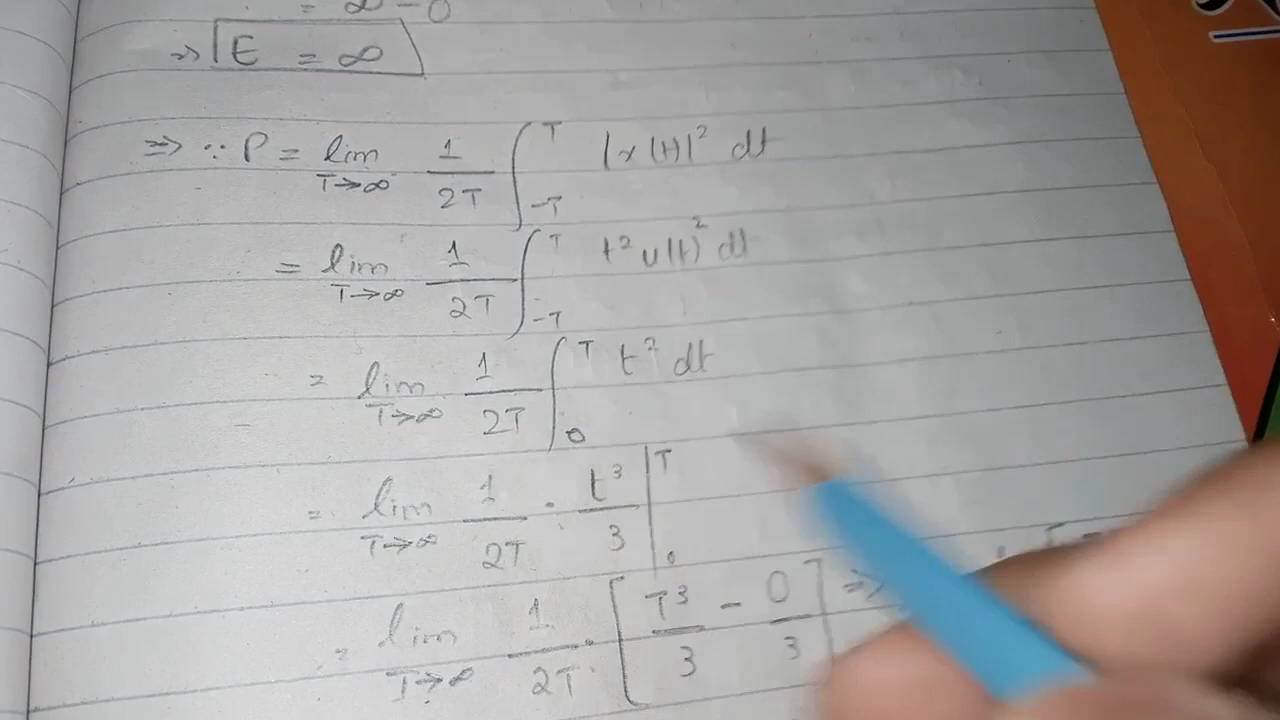 = ∞ - 0
⇒ E = ∞
⇒ ∵ P = lim T→∞ 1/2T ∫_{-T}^{T} |x(t)|² dt
= lim T→∞ 1/2T ∫_{-T}^{T} t² u(t)² dt
= lim T→∞ 1/2T ∫_{0}^{T} t² dt
= lim T→∞ 1/2T · t³/3 |_{0}^{T}
= lim T→∞ 1/2T · [T³/3 - 0/3] ⇒